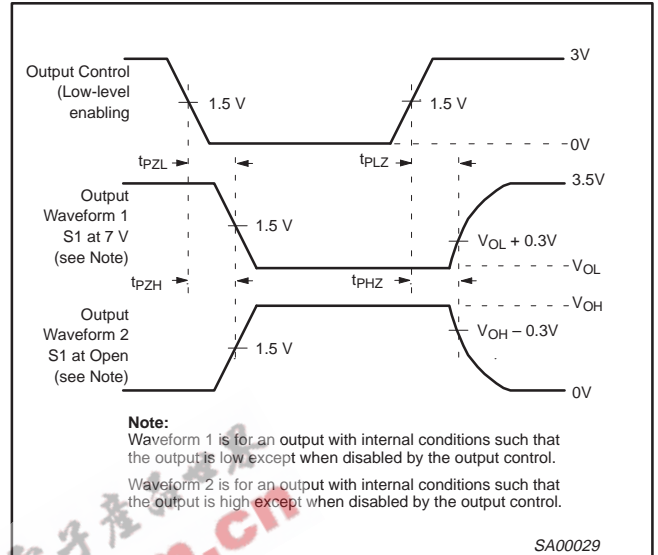 3V
Output Control
(Low-level
enabling
1.5 V
1.5 V
0V
tPZL
tPLZ
3.5V
Output
Waveform 1
S1 at 7 V
(see Note)
1.5 V
VOL + 0.3V
VOL
tPZH
tPHZ
VOH
Output
Waveform 2
S1 at Open
(see Note)
1.5 V
VOH – 0.3V
0V
Note:
Waveform 1 is for an output with internal conditions such that
the output is low except when disabled by the output control.
Waveform 2 is for an output with internal conditions such that
the output is high except when disabled by the output control.
SA00029